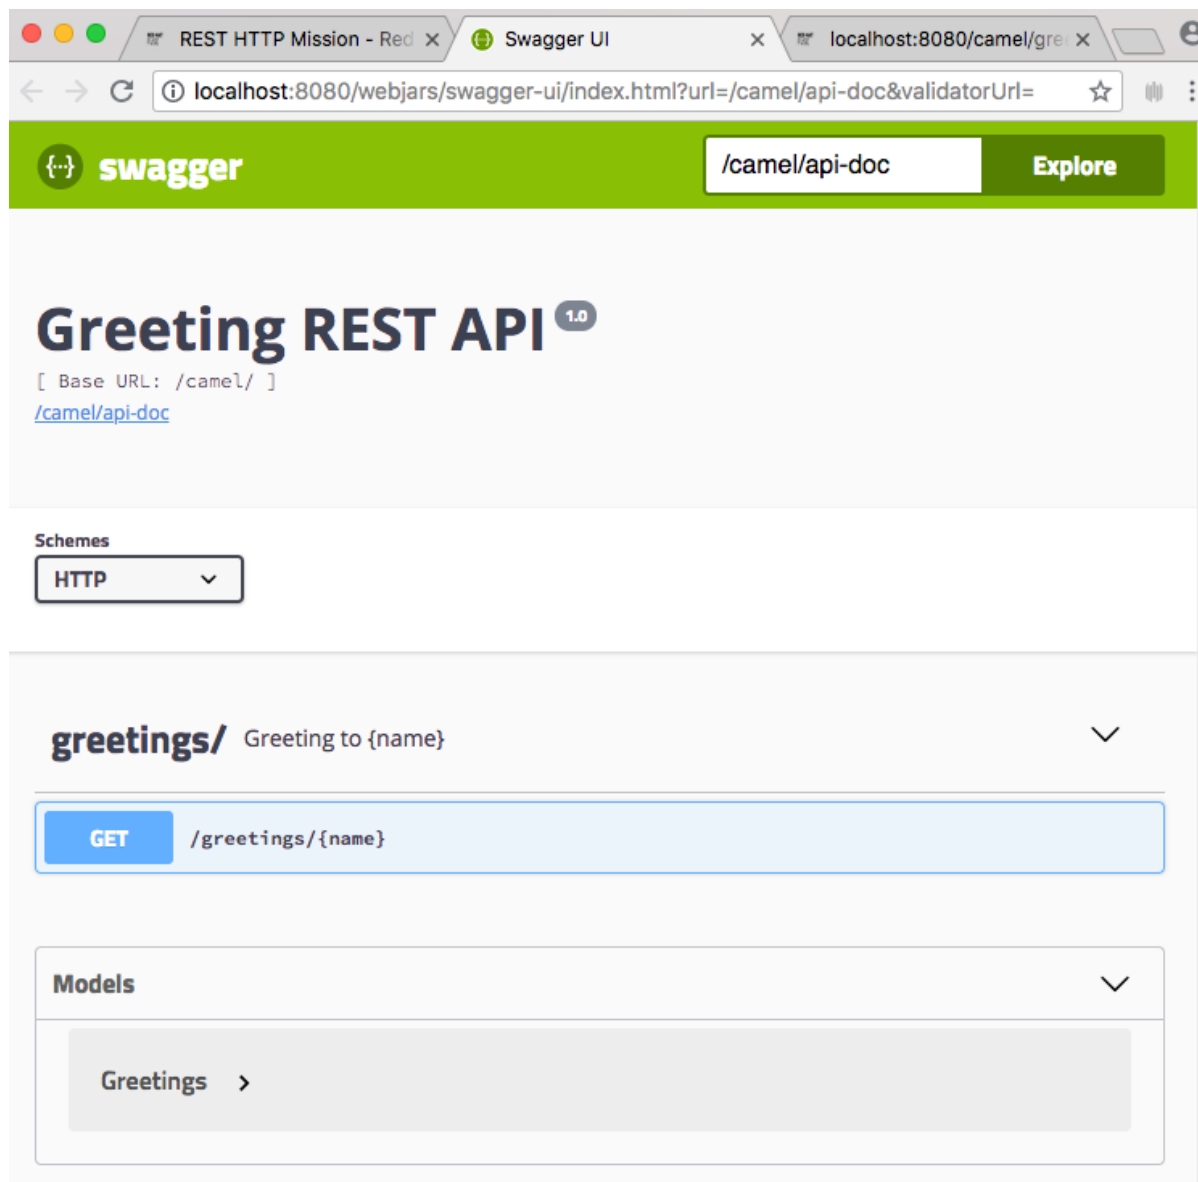 REST HTTP Mission - Red
Swagger UI
localhost:8080/camel/gre
localhost:8080/webjars/swagger-ui/index.html?url=/camel/api-doc&validatorUrl=
{···} swagger
/camel/api-doc
Explore
Greeting REST API 1.0
[ Base URL: /camel/ ]
/camel/api-doc
Schemes
HTTP
greetings/ Greeting to {name}
GET /greetings/{name}
Models
Greetings